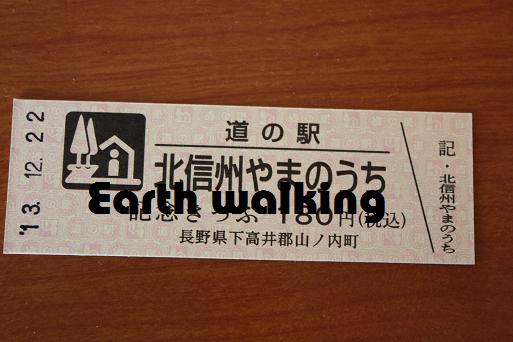 '13. 12. 22
道の駅
北信州やまのうち
Earth walking
記念きっぷ 180円(税込)
長野県下高井郡山ノ内町
記・北信州やまのうち